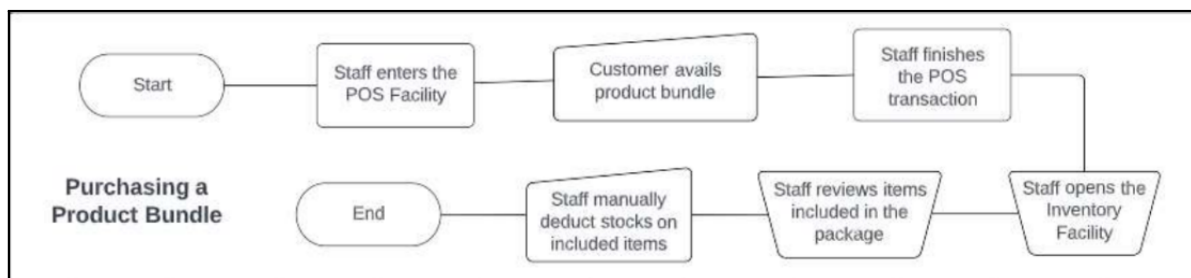 Start
Staff enters the
POS Facility
Customer avails
product bundle
Staff finishes
the POS
transaction
Purchasing a
Product Bundle
End
Staff manually
deduct stocks on
included items
Staff reviews items
included in the
package
Staff opens the
Inventory
Facility